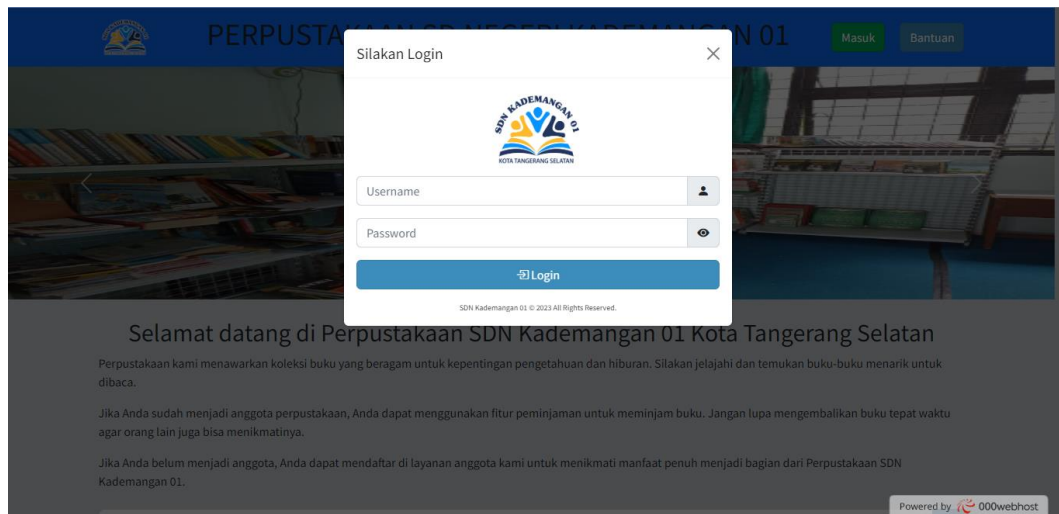 PERPUSTAKAAN SD NEGERI KADEMANGAN 01
Masuk
Bantuan
Silakan Login
SDN KADEMANGAN 01
KOTA TANGERANG SELATAN
Username
Password
Login
SDN Kademangan 01 © 2023 All Rights Reserved.
Selamat datang di Perpustakaan SDN Kademangan 01 Kota Tangerang Selatan
Perpustakaan kami menawarkan koleksi buku yang beragam untuk kepentingan pengetahuan dan hiburan. Silakan jelajahi dan temukan buku-buku menarik untuk
dibaca.
Jika Anda sudah menjadi anggota perpustakaan, Anda dapat menggunakan fitur peminjaman untuk meminjam buku. Jangan lupa mengembalikan buku tepat waktu
agar orang lain juga bisa menikmatinya.
Jika Anda belum menjadi anggota, Anda dapat mendaftar di layanan anggota kami untuk menikmati manfaat penuh menjadi bagian dari Perpustakaan SDN
Kademangan 01.
Powered by 000webhost